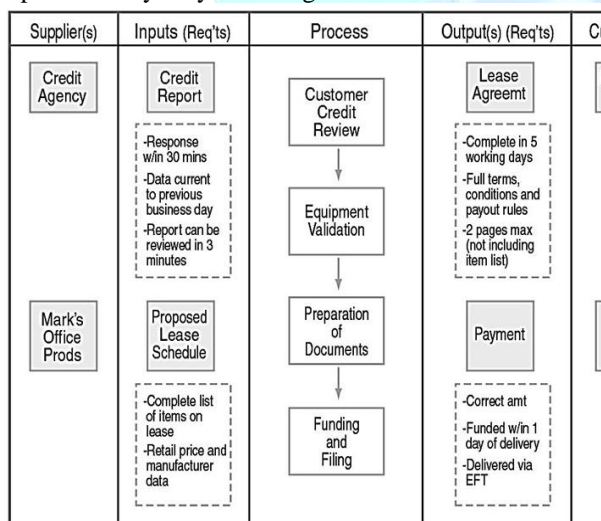 Supplier(s)
Inputs (Req'ts)
Process
Output(s) (Req'ts)
Credit
Agency
Credit
Report
-Response
w/in 30 mins
-Data current
to previous
business day
-Report can be
reviewed in 3
minutes
Customer
Credit
Review
Equipment
Validation
Lease
Agreemt
-Complete in 5
working days
-Full terms,
conditions and
payout rules
-2 pages max
(not including
item list)
Mark's
Office
Prods
Proposed
Lease
Schedule
-Complete list
of items on
lease
-Retail price and
manufacturer
data
Preparation
of
Documents
Funding
and
Filing
Payment
-Correct amt
-Funded w/in 1
day of delivery
-Delivered via
EFT